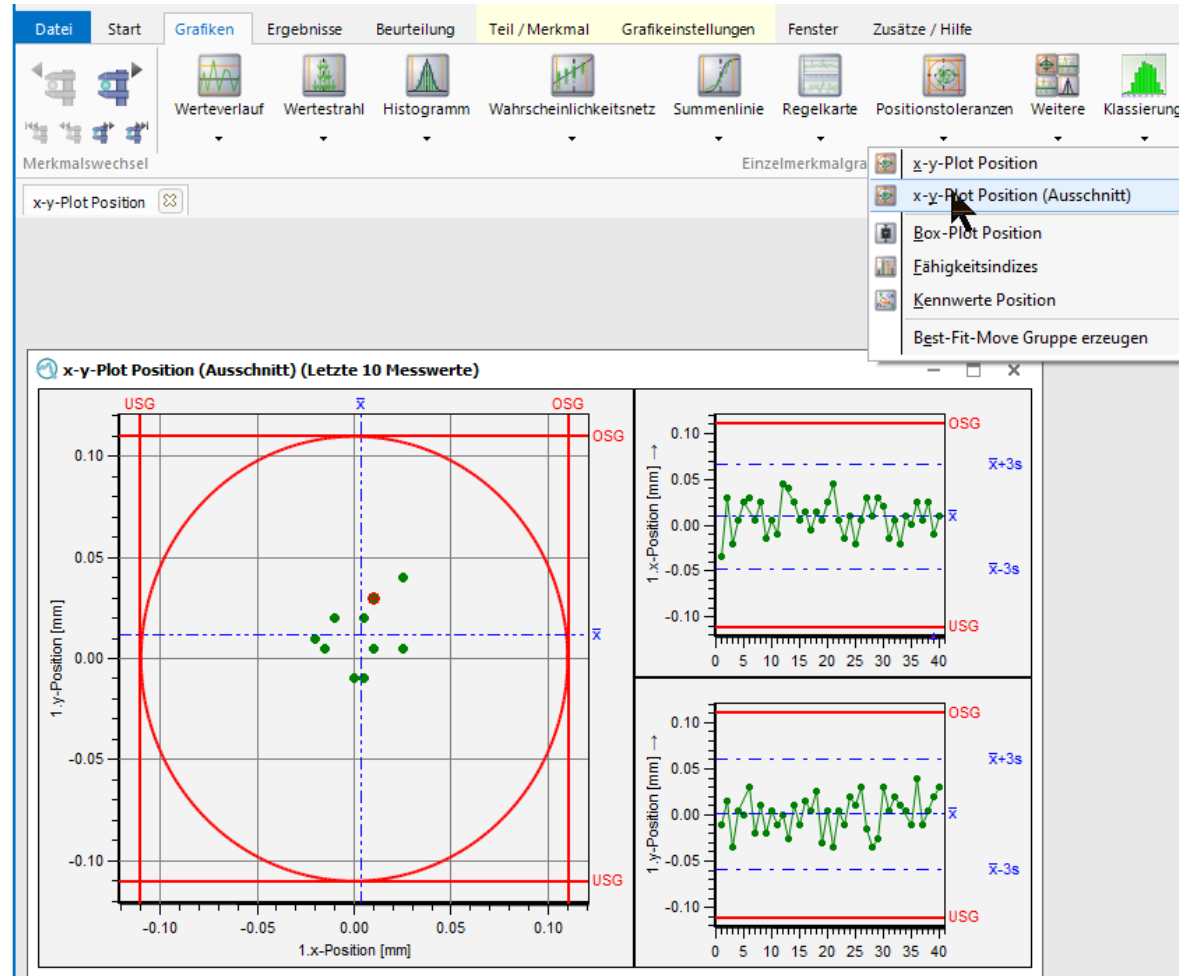 Datei Start Grafiken Ergebnisse Beurteilung Teil / Merkmal Grafikeinstellungen Fenster Zusätze / Hilfe
Werteverlauf Wertestrahl Histogramm Wahrscheinlichkeitsnetz Summenlinie Regelkarte Positionstoleranzen Weitere Klassierung
Merkmalswechsel Einzelmerkmalgra
x-y-Plot Position
x-y-Plot Position (Ausschnitt)
Box-Plot Position
Fähigkeitsindizes
Kennwerte Position
Best-Fit-Move Gruppe erzeugen
x-y-Plot Position
x-y-Plot Position (Ausschnitt) (Letzte 10 Messwerte)
USG x̅ OSG
OSG
0.10
0.05
0.00
-0.05
-0.10
x̅
USG
1.y-Position [mm]
-0.10 -0.05 0.00 0.05 0.10
1.x-Position [mm]
OSG
x̅+3s
x̅
x̅-3s
USG
0.10
0.05
0.00
-0.05
-0.10
1.x-Position [mm] →
0 5 10 15 20 25 30 35 40
OSG
x̅+3s
x̅
x̅-3s
USG
0.10
0.05
0.00
-0.05
-0.10
1.y-Position [mm] →
0 5 10 15 20 25 30 35 40